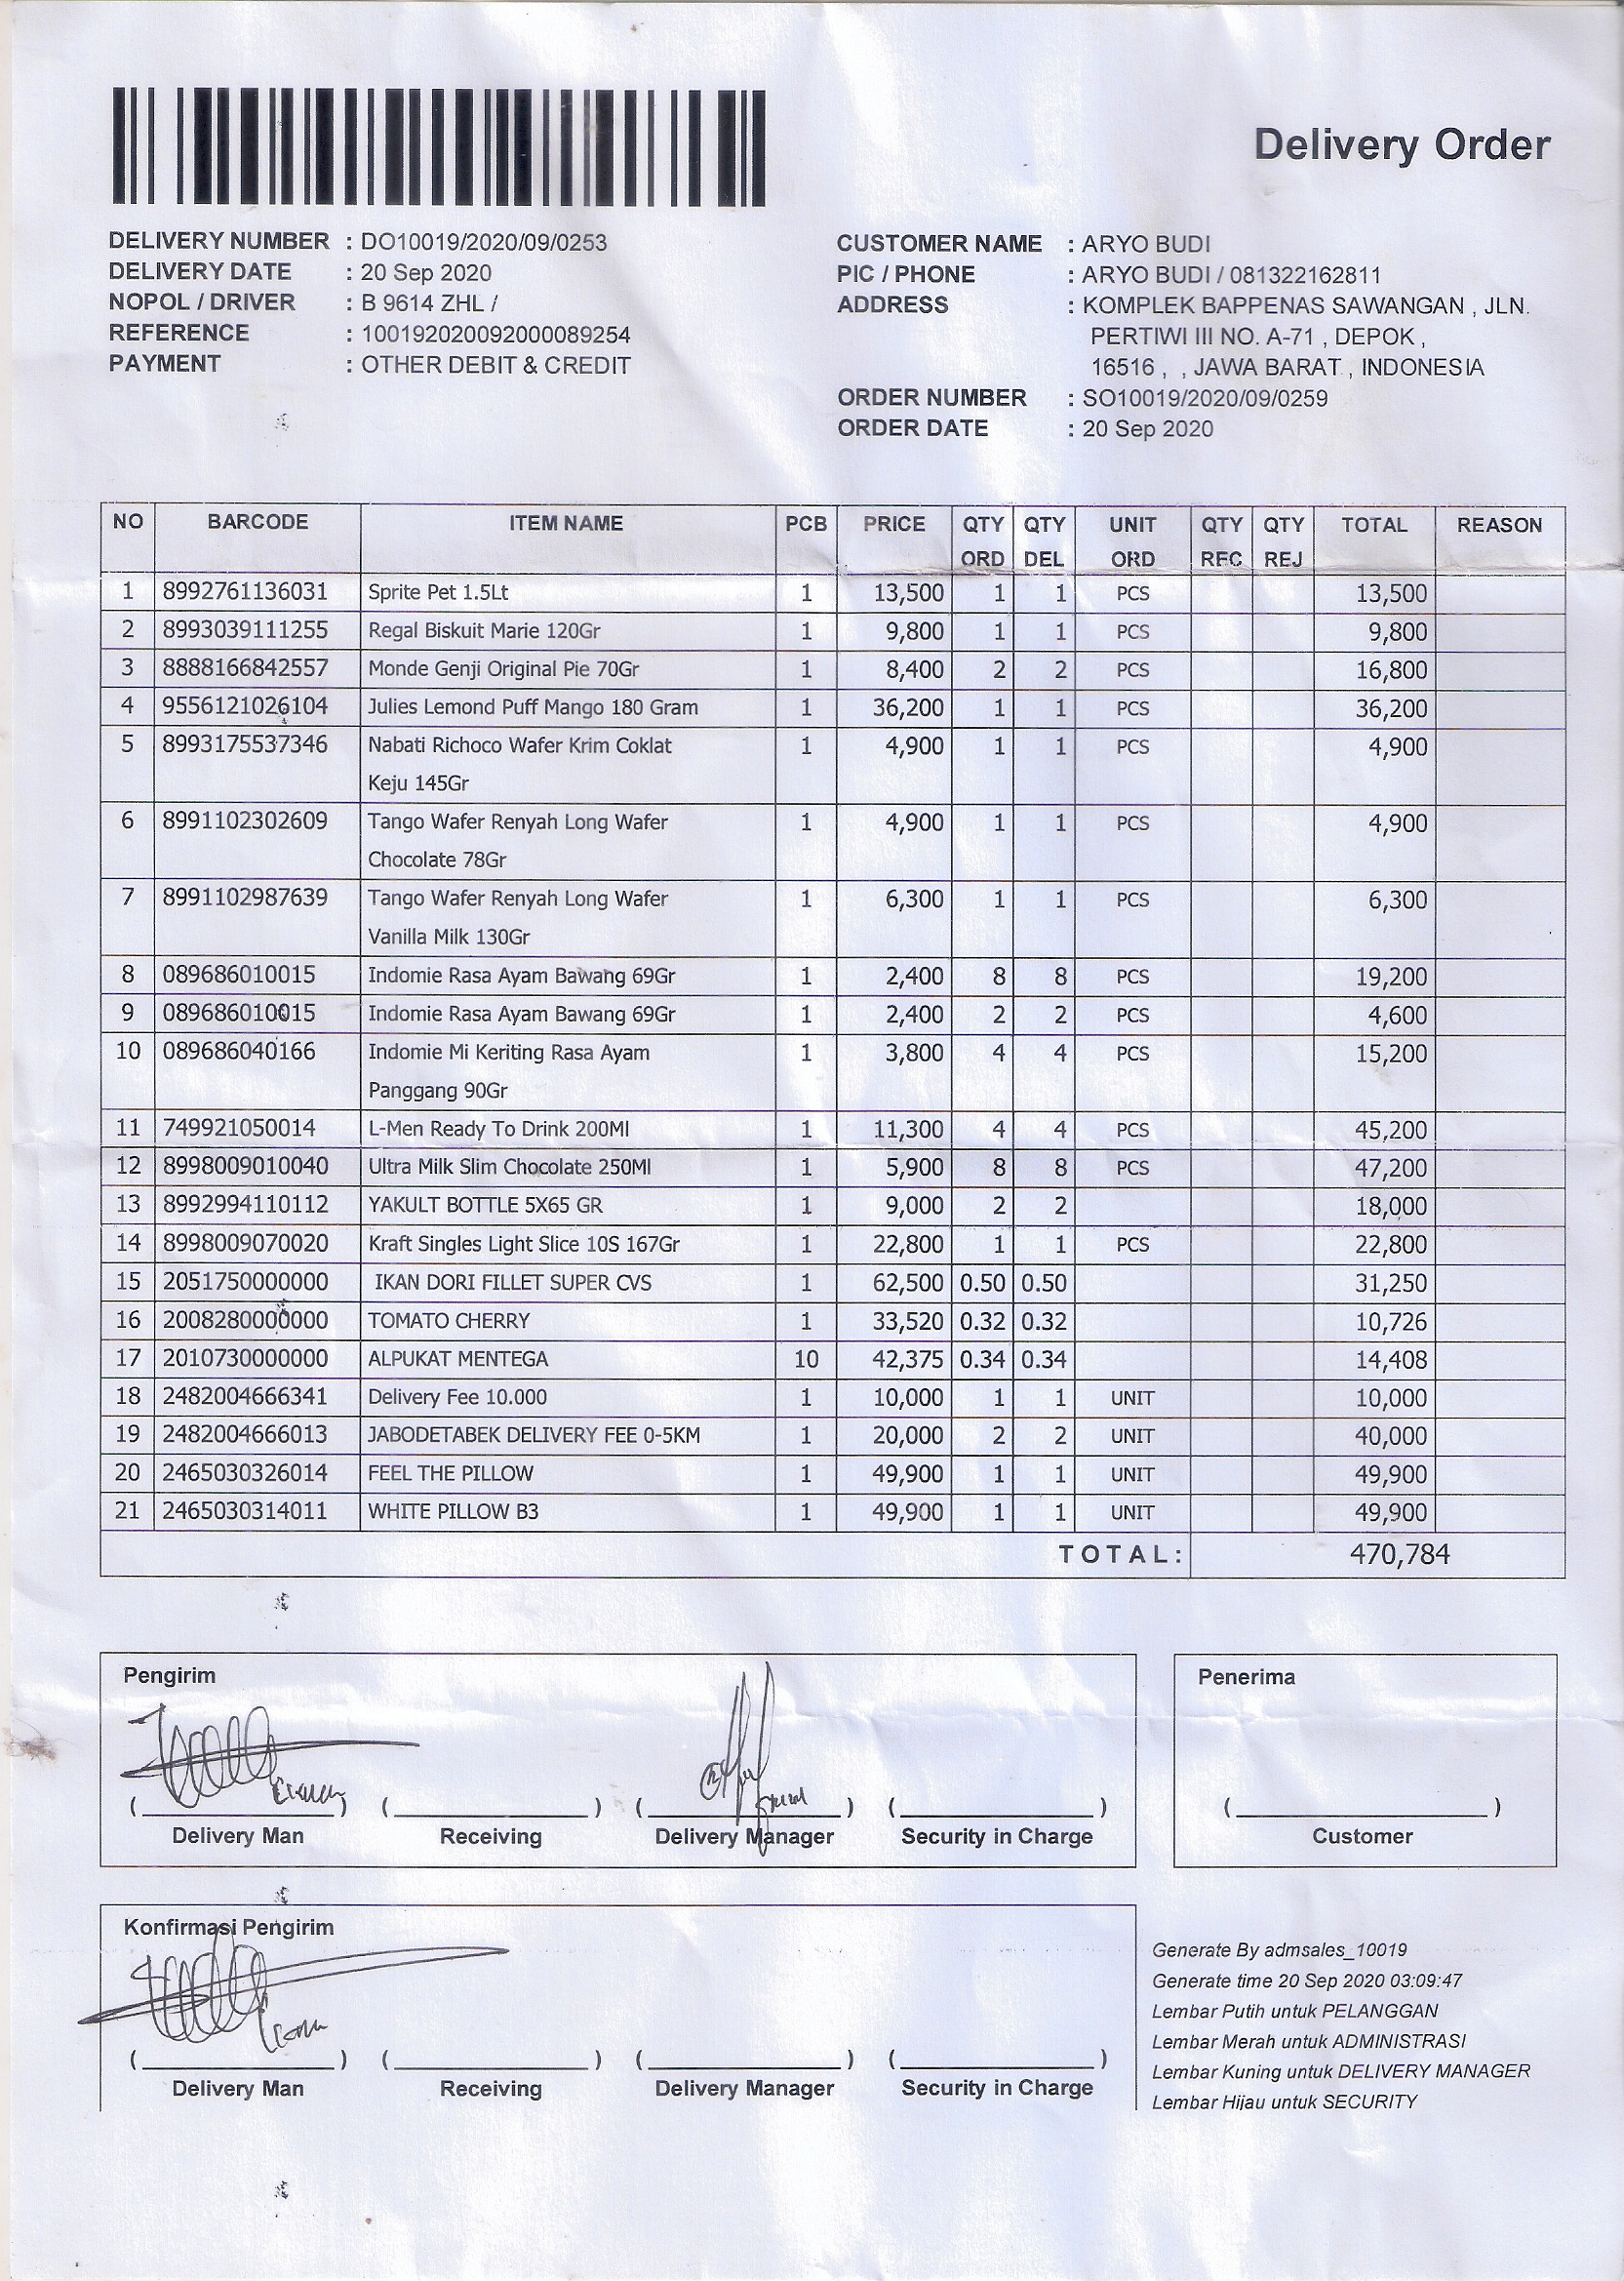 Delivery Order
DELIVERY NUMBER : DO10019/2020/09/0253
DELIVERY DATE : 20 Sep 2020
NOPOL / DRIVER : B 9614 ZHL /
REFERENCE : 100192020092000089254
PAYMENT : OTHER DEBIT & CREDIT
CUSTOMER NAME : ARYO BUDI
PIC / PHONE : ARYO BUDI / 081322162811
ADDRESS : KOMPLEK BAPPENAS SAWANGAN , JLN.
PERTIWI III NO. A-71 , DEPOK ,
16516 , , JAWA BARAT , INDONESIA
ORDER NUMBER : SO10019/2020/09/0259
ORDER DATE : 20 Sep 2020
NO BARCODE ITEM NAME PCB PRICE QTY ORD QTY DEL UNIT ORD QTY REC QTY REJ TOTAL REASON
1 8992761136031 Sprite Pet 1.5Lt 1 13,500 1 1 PCS 13,500
2 8993039111255 Regal Biskuit Marie 120Gr 1 9,800 1 1 PCS 9,800
3 8888166842557 Monde Genji Original Pie 70Gr 1 8,400 2 2 PCS 16,800
4 9556121026104 Julies Lemond Puff Mango 180 Gram 1 36,200 1 1 PCS 36,200
5 8993175537346 Nabati Richoco Wafer Krim Coklat 1 4,900 1 1 PCS 4,900
Keju 145Gr
6 8991102302609 Tango Wafer Renyah Long Wafer 1 4,900 1 1 PCS 4,900
Chocolate 78Gr
7 8991102987639 Tango Wafer Renyah Long Wafer 1 6,300 1 1 PCS 6,300
Vanilla Milk 130Gr
8 089686010015 Indomie Rasa Ayam Bawang 69Gr 1 2,400 8 8 PCS 19,200
9 089686010015 Indomie Rasa Ayam Bawang 69Gr 1 2,400 2 2 PCS 4,600
10 089686040166 Indomie Mi Keriting Rasa Ayam 1 3,800 4 4 PCS 15,200
Panggang 90Gr
11 749921050014 L-Men Ready To Drink 200Ml 1 11,300 4 4 PCS 45,200
12 8998009010040 Ultra Milk Slim Chocolate 250Ml 1 5,900 8 8 PCS 47,200
13 8992994110112 YAKULT BOTTLE 5X65 GR 1 9,000 2 2 18,000
14 8998009070020 Kraft Singles Light Slice 10S 167Gr 1 22,800 1 1 PCS 22,800
15 2051750000000 IKAN DORI FILLET SUPER CVS 1 62,500 0.50 0.50 31,250
16 2008280000000 TOMATO CHERRY 1 33,520 0.32 0.32 10,726
17 2010730000000 ALPUKAT MENTEGA 10 42,375 0.34 0.34 14,408
18 2482004666341 Delivery Fee 10.000 1 10,000 1 1 UNIT 10,000
19 2482004666013 JABODETABEK DELIVERY FEE 0-5KM 1 20,000 2 2 UNIT 40,000
20 2465030326014 FEEL THE PILLOW 1 49,900 1 1 UNIT 49,900
21 2465030314011 WHITE PILLOW B3 1 49,900 1 1 UNIT 49,900
TOTAL: 470,784
Pengirim
Penerima
( ) ( ) ( ) ( ) ( )
Delivery Man Receiving Delivery Manager Security in Charge Customer
Konfirmasi Pengirim
( ) ( ) ( ) ( )
Delivery Man Receiving Delivery Manager Security in Charge
Generate By admsales_10019
Generate time 20 Sep 2020 03:09:47
Lembar Putih untuk PELANGGAN
Lembar Merah untuk ADMINISTRASI
Lembar Kuning untuk DELIVERY MANAGER
Lembar Hijau untuk SECURITY